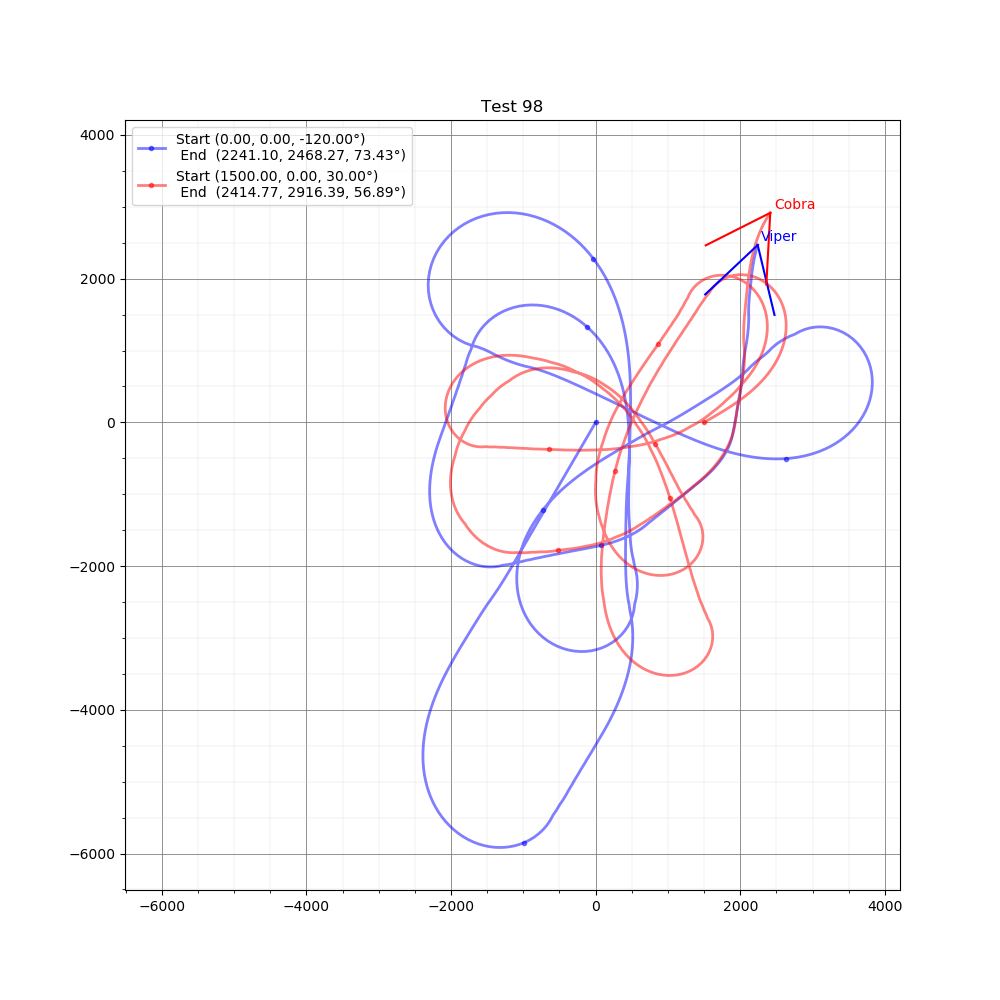 Test 98
Start (0.00, 0.00, -120.00°)
End (2241.10, 2468.27, 73.43°)
Start (1500.00, 0.00, 30.00°)
End (2414.77, 2916.39, 56.89°)
Cobra
Viper
4000
2000
0
−2000
−4000
−6000
−6000 −4000 −2000 0 2000 4000